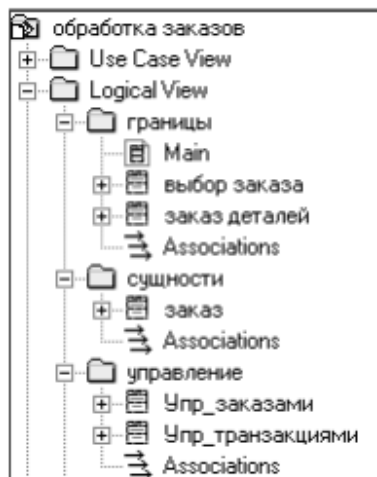 обработка заказов
Use Case View
Logical View
границы
Main
выбор заказа
заказ деталей
Associations
сущности
заказ
Associations
управление
Упр_заказами
Упр_транзакциями
Associations